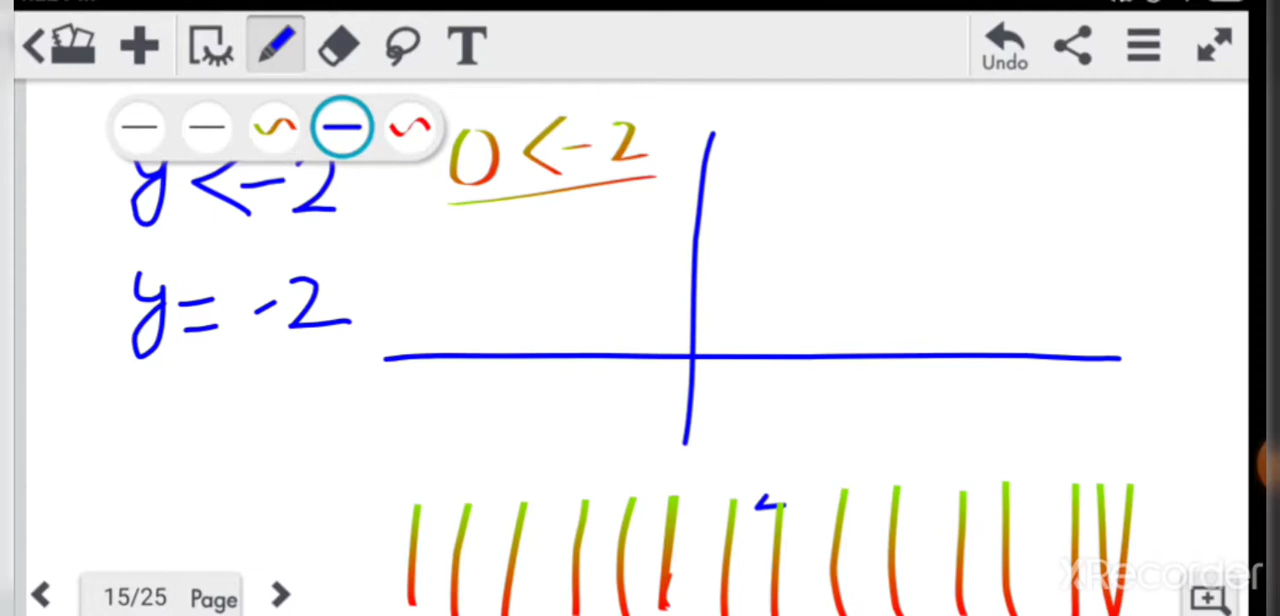 T
Undo
0 < -2
y < -2
y = -2
15/25 Page
XRecorder